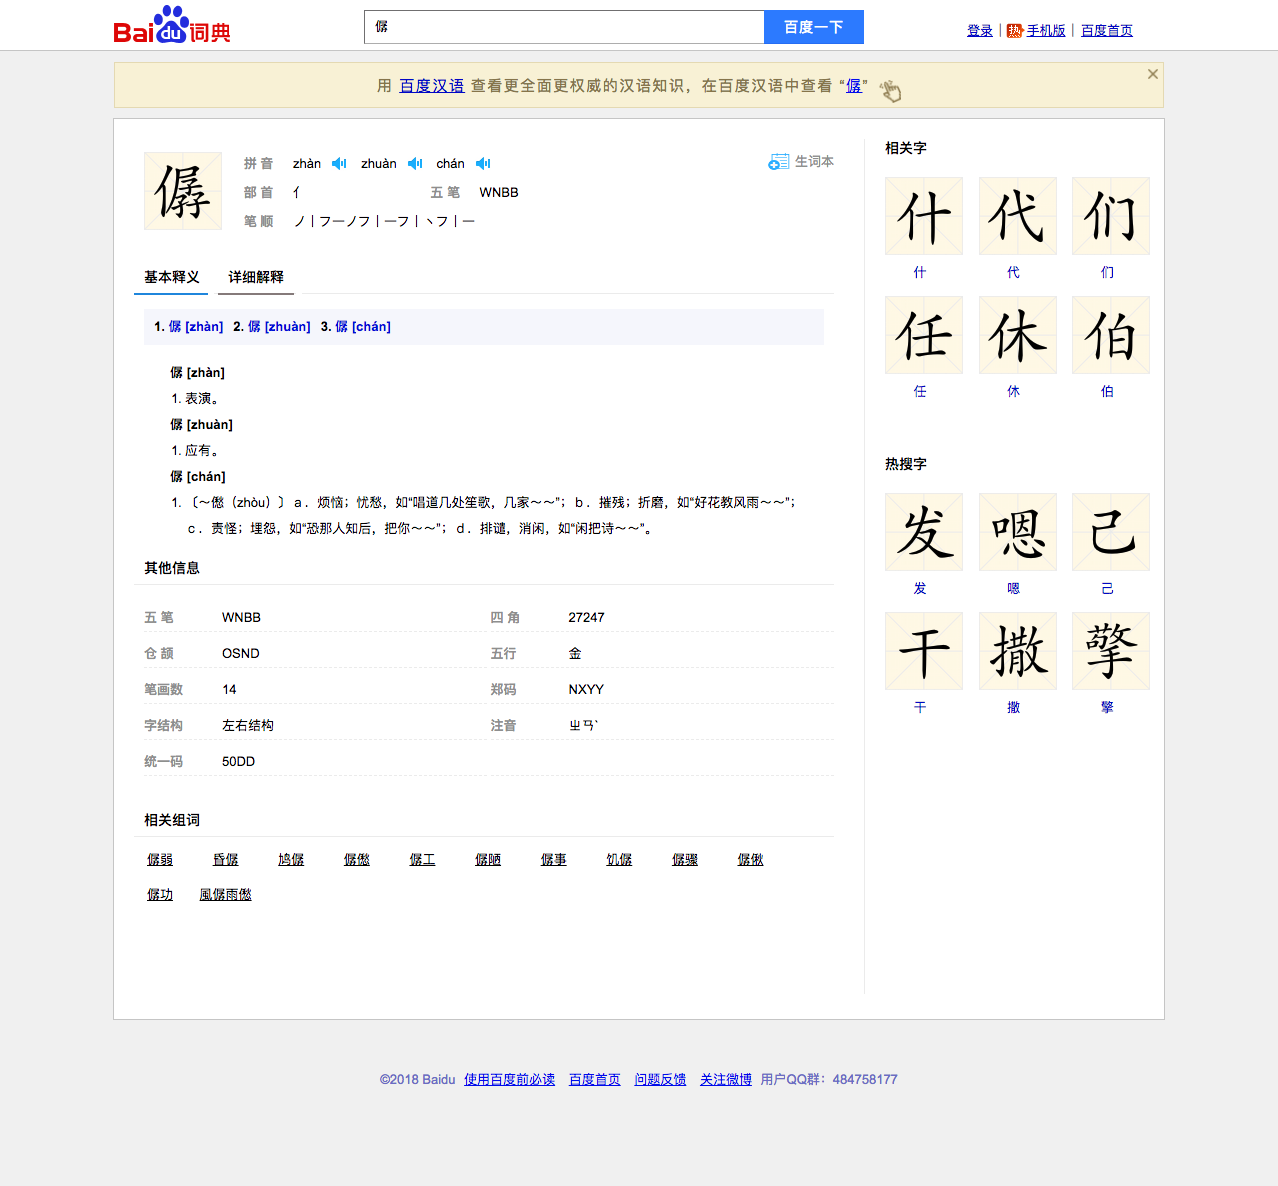 Bai du 词典
僝
百度一下
登录 | 热 手机版 | 百度首页
用 百度汉语 查看更全面更权威的汉语知识，在百度汉语中查看 “僝”
僝
拼 音 zhàn zhuàn chán
生词本
部 首 亻 五 笔 WNBB
笔 顺 ノ丨フ一ノフ丨一フ丨丶フ丨一
基本释义 详细解释
1. 僝 [zhàn] 2. 僝 [zhuàn] 3. 僝 [chán]
僝 [zhàn]
1. 表演。
僝 [zhuàn]
1. 应有。
僝 [chán]
1. 〔～僽（zhòu）〕ａ．烦恼；忧愁，如“唱道几处笙歌，几家～～”；ｂ．摧残；折磨，如“好花教风雨～～”；
ｃ．责怪；埋怨，如“恐那人知后，把你～～”；ｄ．排谴，消闲，如“闲把诗～～”。
其他信息
五 笔 WNBB 四 角 27247
仓 颉 OSND 五行 金
笔画数 14 郑码 NXYY
字结构 左右结构 注音 ㄓㄢˋ
统一码 50DD
相关组词
僝弱 昏僝 鸠僝 僝僽 僝工 僝陋 僝事 饥僝 僝骤 僝偢
僝功 風僝雨僽
相关字
什 代 们
什 代 们
任 休 伯
任 休 伯
热搜字
发 嗯 己
发 嗯 己
干 撒 擎
干 撒 擎
©2018 Baidu 使用百度前必读 百度首页 问题反馈 关注微博 用户QQ群：484758177